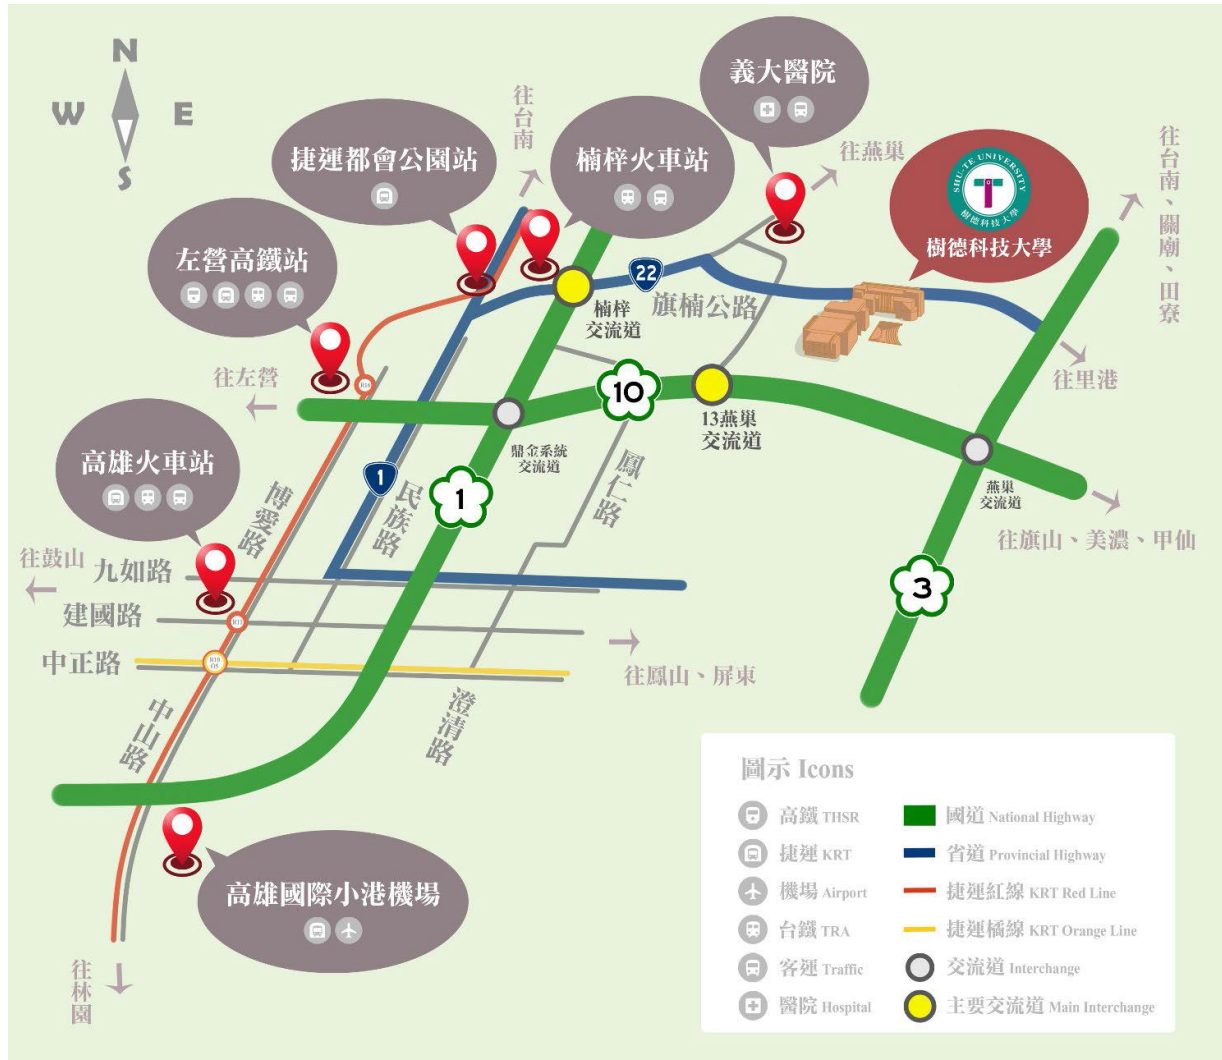 N
W
E
S
義大醫院
捷運都會公園站
往台南
楠梓火車站
往燕巢
SHU-TE UNIVERSITY
樹德科技大學
樹德科技大學
往台南、關廟、田寮
左營高鐵站
22
旗楠公路
楠梓
交流道
往左營
往里港
10
13燕巢
交流道
鼎金系統
交流道
高雄火車站
1
民族路
1
鳳仁路
燕巢
交流道
博愛路
往旗山、美濃、甲仙
往鼓山
九如路
3
建國路
R11
中正路
R10
O5
往鳳山、屏東
澄清路
中山路
高雄國際小港機場
往林園
圖示 Icons
高鐵 THSR
國道 National Highway
捷運 KRT
省道 Provincial Highway
機場 Airport
捷運紅線 KRT Red Line
台鐵 TRA
捷運橘線 KRT Orange Line
客運 Traffic
交流道 Interchange
醫院 Hospital
主要交流道 Main Interchange